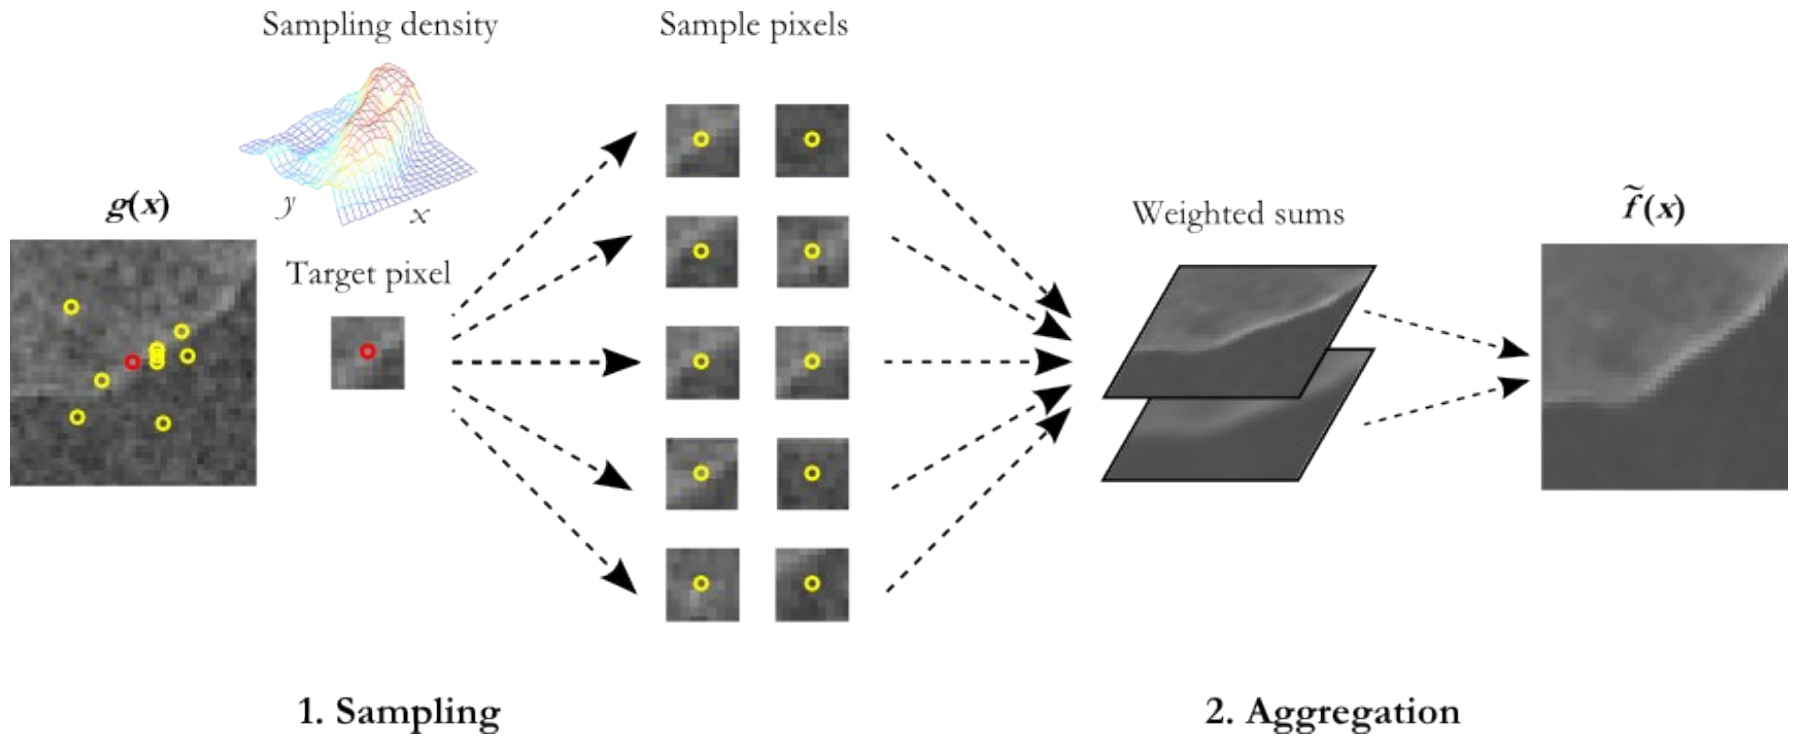 Sampling density
Sample pixels
y
x
g(x)
Target pixel
Weighted sums
f̃(x)
1. Sampling
2. Aggregation